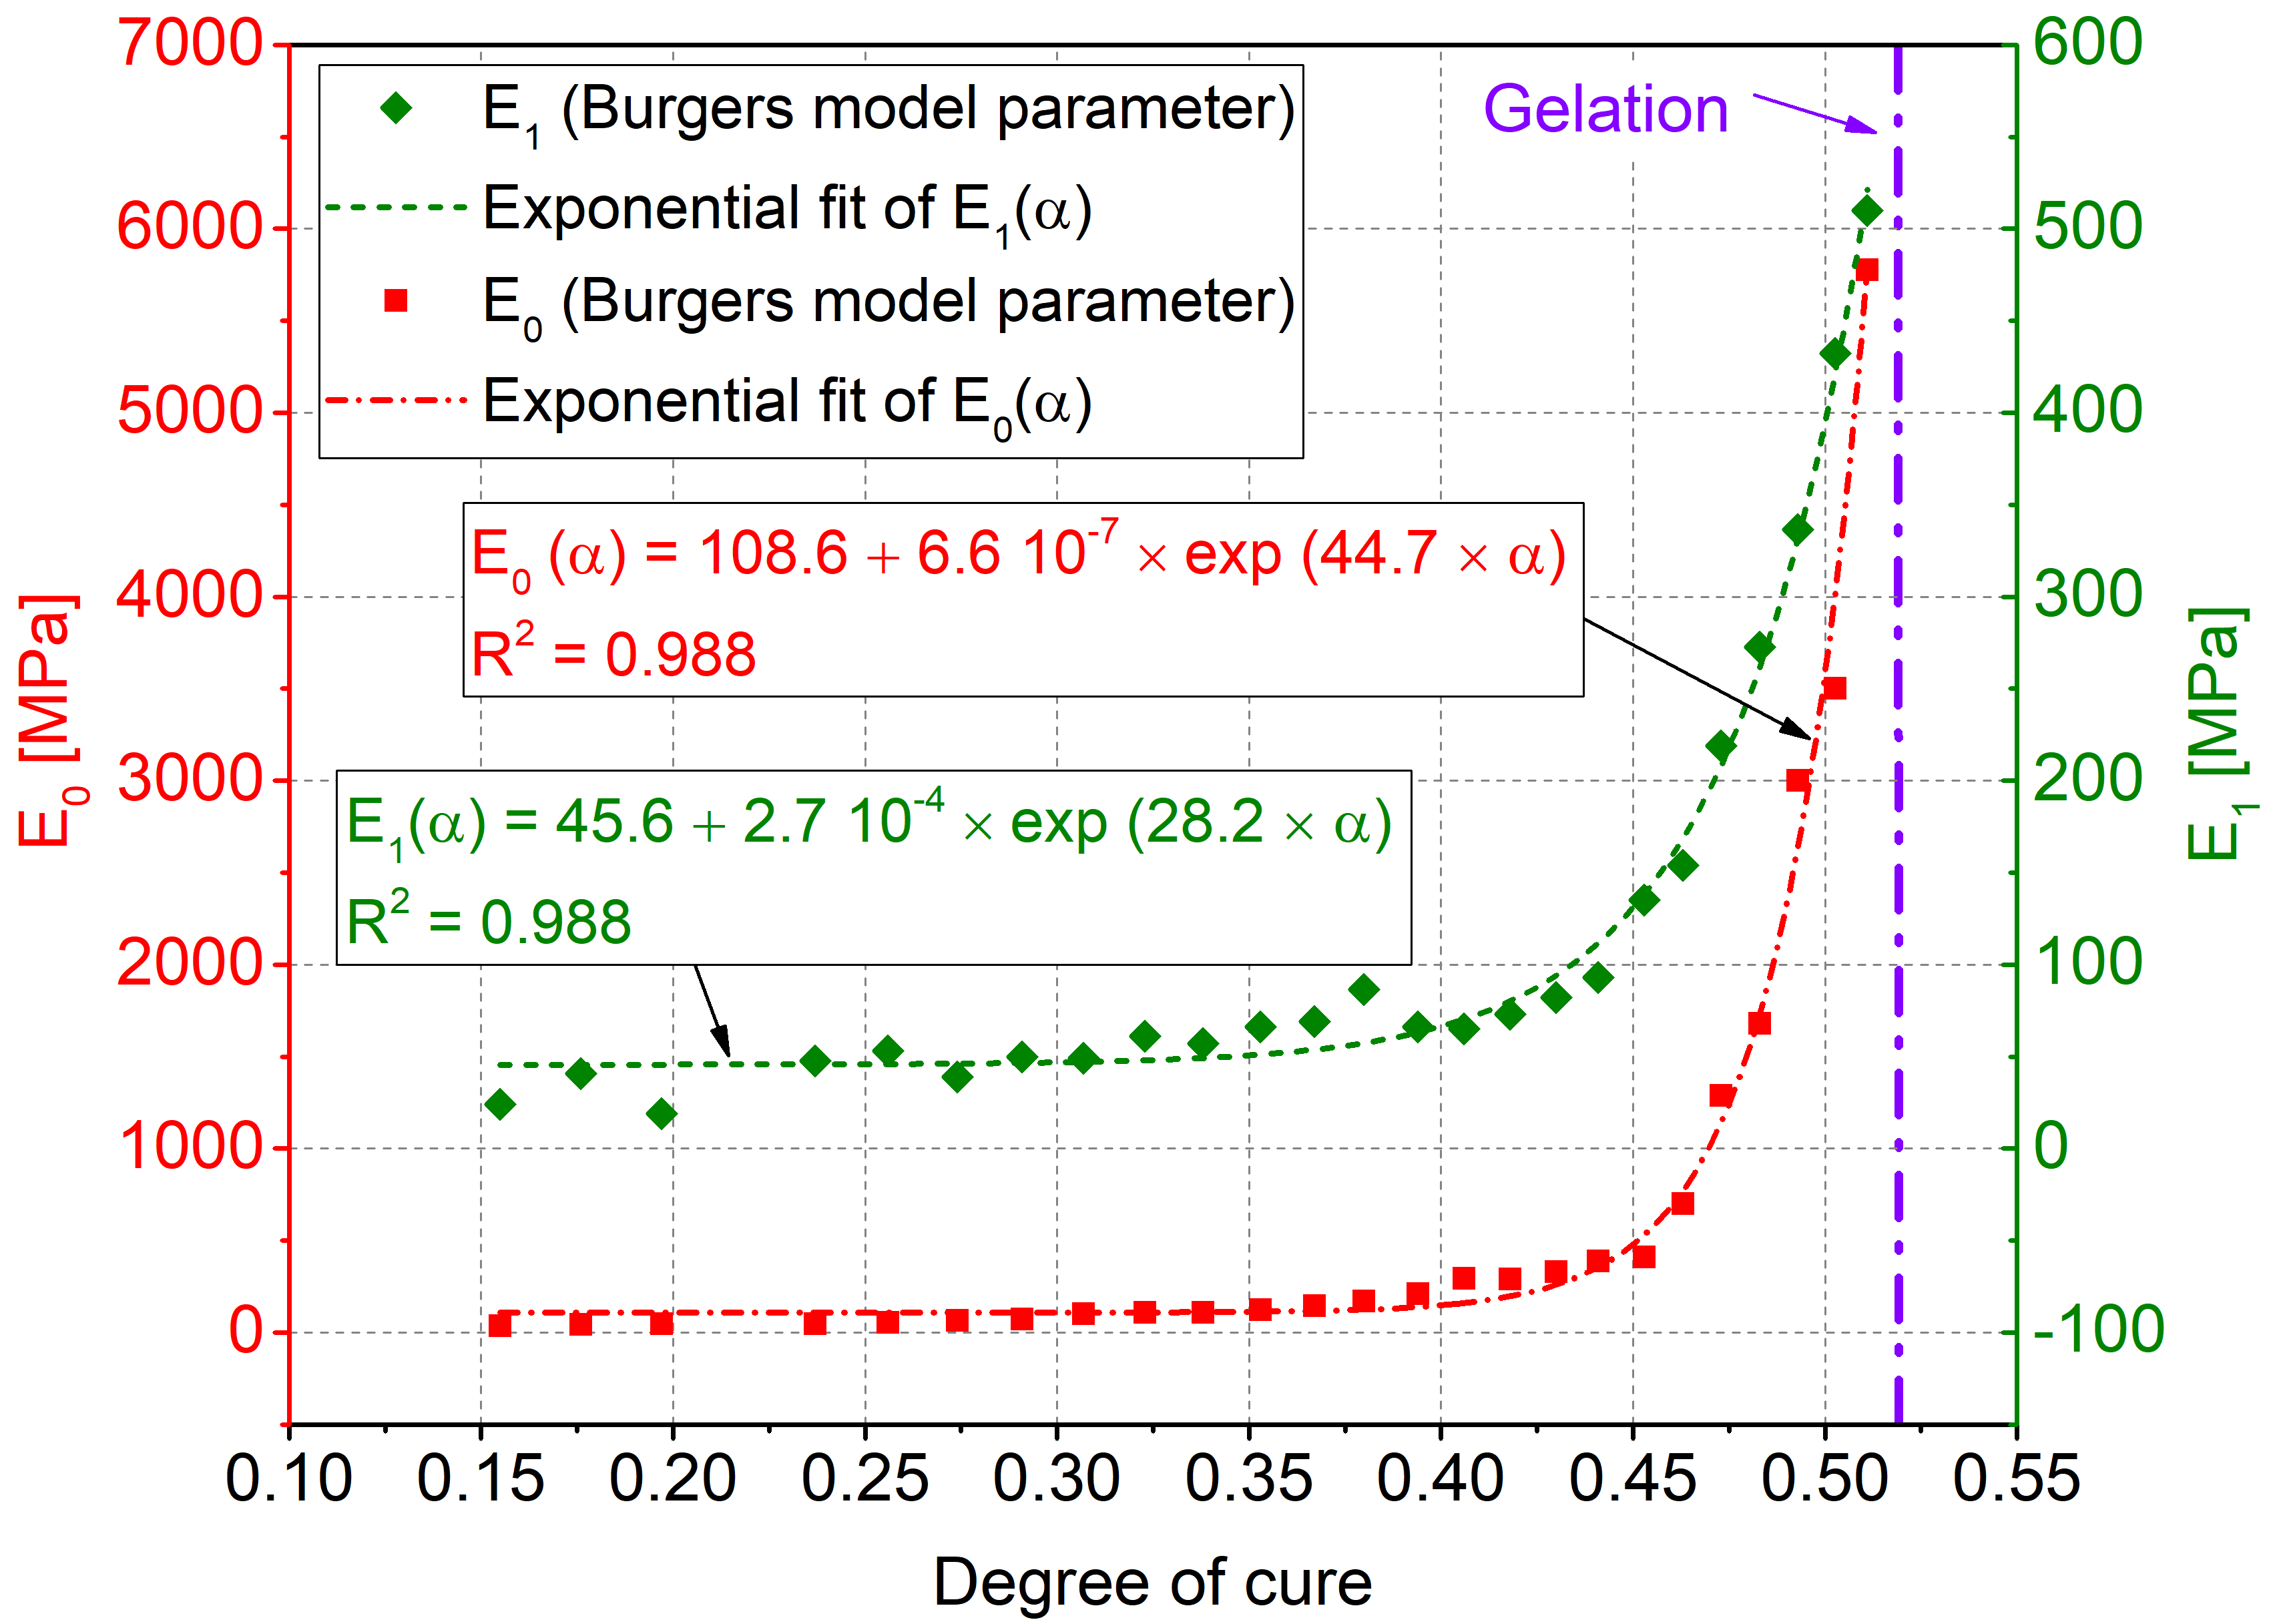 7000
6000
5000
4000
3000
2000
1000
0
E0 [MPa]
600
500
400
300
200
100
0
-100
E1 [MPa]
E1 (Burgers model parameter)
Exponential fit of E1(α)
E0 (Burgers model parameter)
Exponential fit of E0(α)
Gelation
E0 (α) = 108.6 + 6.6 10^-7 × exp (44.7 × α)
R² = 0.988
E1(α) = 45.6 + 2.7 10^-4 × exp (28.2 × α)
R² = 0.988
0.10 0.15 0.20 0.25 0.30 0.35 0.40 0.45 0.50 0.55
Degree of cure